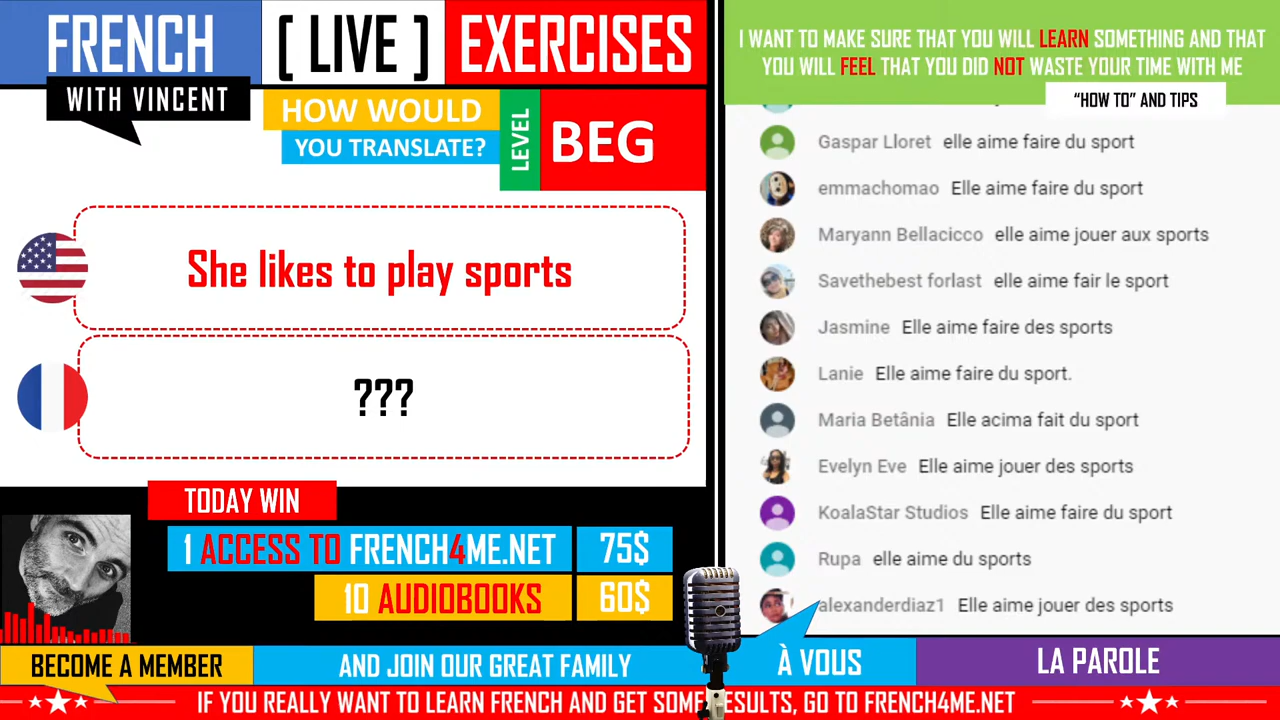 FRENCH
WITH VINCENT
[ LIVE ]
EXERCISES
HOW WOULD
YOU TRANSLATE?
LEVEL
BEG
She likes to play sports
???
TODAY WIN
1 ACCESS TO FRENCH4ME.NET
75$
10 AUDIOBOOKS
60$
I WANT TO MAKE SURE THAT YOU WILL LEARN SOMETHING AND THAT
YOU WILL FEEL THAT YOU DID NOT WASTE YOUR TIME WITH ME
“HOW TO” AND TIPS
Gaspar Lloret elle aime faire du sport
emmachomao Elle aime faire du sport
Maryann Bellacicco elle aime jouer aux sports
Savethebest forlast elle aime fair le sport
Jasmine Elle aime faire des sports
Lanie Elle aime faire du sport.
Maria Betânia Elle acima fait du sport
Evelyn Eve Elle aime jouer des sports
KoalaStar Studios Elle aime faire du sport
Rupa elle aime du sports
alexanderdiaz1 Elle aime jouer des sports
BECOME A MEMBER
AND JOIN OUR GREAT FAMILY
À VOUS
LA PAROLE
IF YOU REALLY WANT TO LEARN FRENCH AND GET SOME RESULTS, GO TO FRENCH4ME.NET